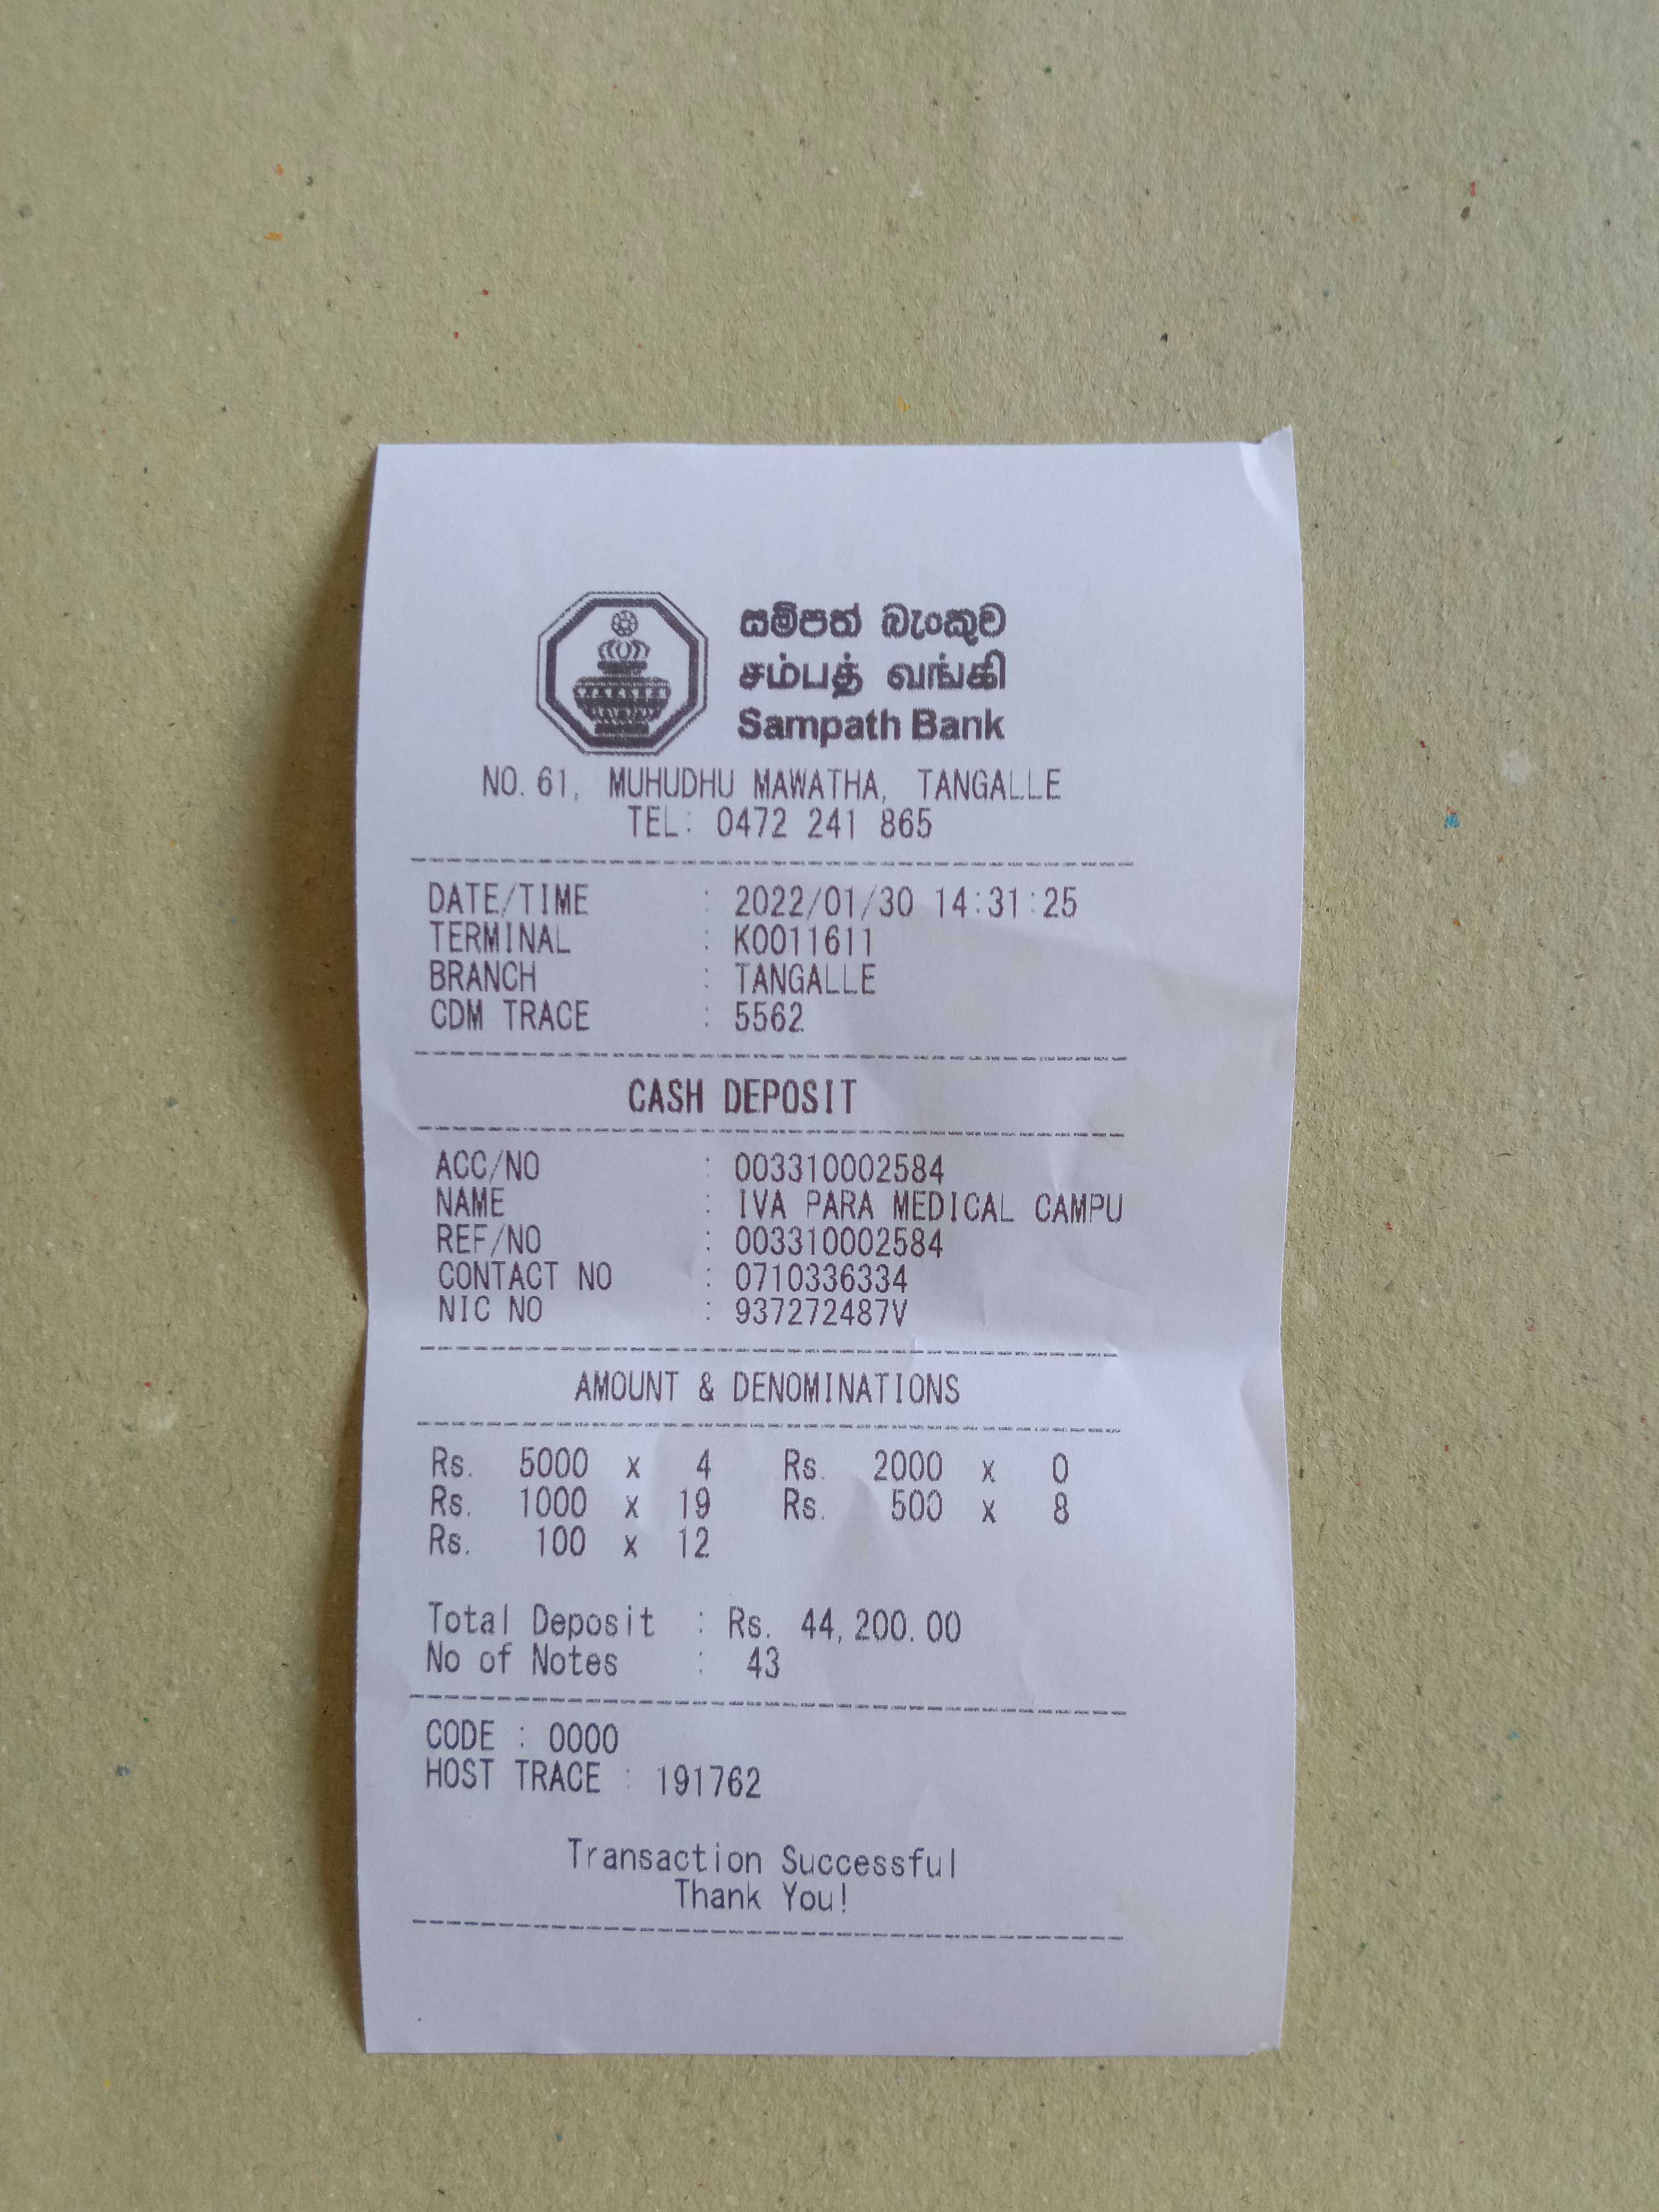 සම්පත් බැංකුව
சம்பத் வங்கி
Sampath Bank
NO. 61, MUHUDHU MAWATHA, TANGALLE
TEL: 0472 241 865
DATE/TIME : 2022/01/30 14:31:25
TERMINAL : K0011611
BRANCH : TANGALLE
CDM TRACE : 5562
CASH DEPOSIT
ACC/NO : 003310002584
NAME : IVA PARA MEDICAL CAMPU
REF/NO : 003310002584
CONTACT NO : 0710336334
NIC NO : 937272487V
AMOUNT & DENOMINATIONS
Rs. 5000 x 4 Rs. 2000 x 0
Rs. 1000 x 19 Rs. 500 x 8
Rs. 100 x 12
Total Deposit : Rs. 44,200.00
No of Notes : 43
CODE : 0000
HOST TRACE : 191762
Transaction Successful
Thank You!